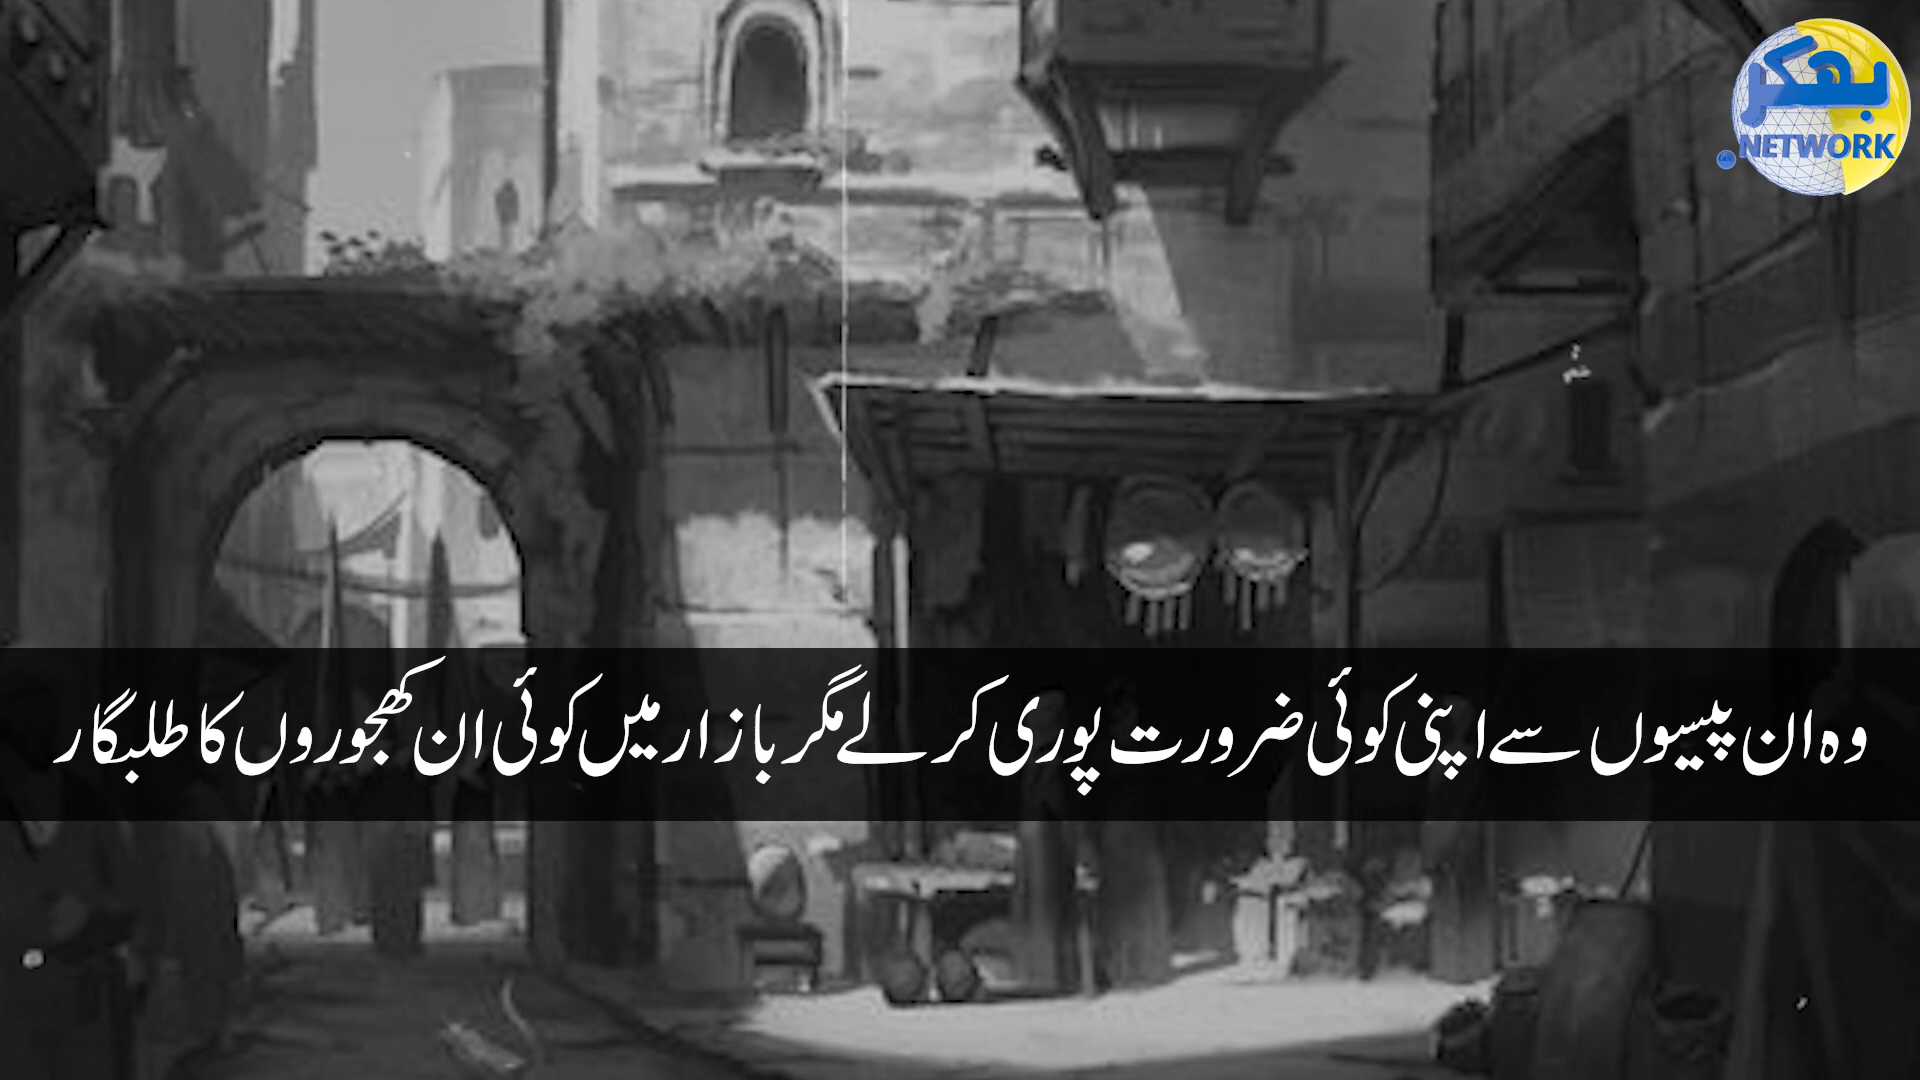 بھکر
NETWORK
وہ ان پیسوں سے اپنی کوئی ضرورت پوری کر لے مگر بازار میں کوئی ان کھجوروں کا طلبگار